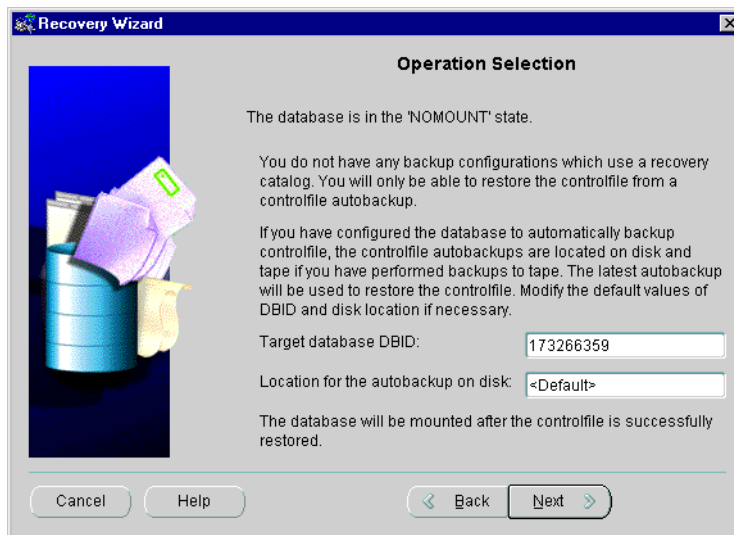 Recovery Wizard
Operation Selection
The database is in the 'NOMOUNT' state.
You do not have any backup configurations which use a recovery
catalog. You will only be able to restore the controlfile from a
controlfile autobackup.
If you have configured the database to automatically backup
controlfile, the controlfile autobackups are located on disk and
tape if you have performed backups to tape. The latest autobackup
will be used to restore the controlfile. Modify the default values of
DBID and disk location if necessary.
Target database DBID: 173266359
Location for the autobackup on disk: <Default>
The database will be mounted after the controlfile is successfully
restored.
Cancel Help Back Next